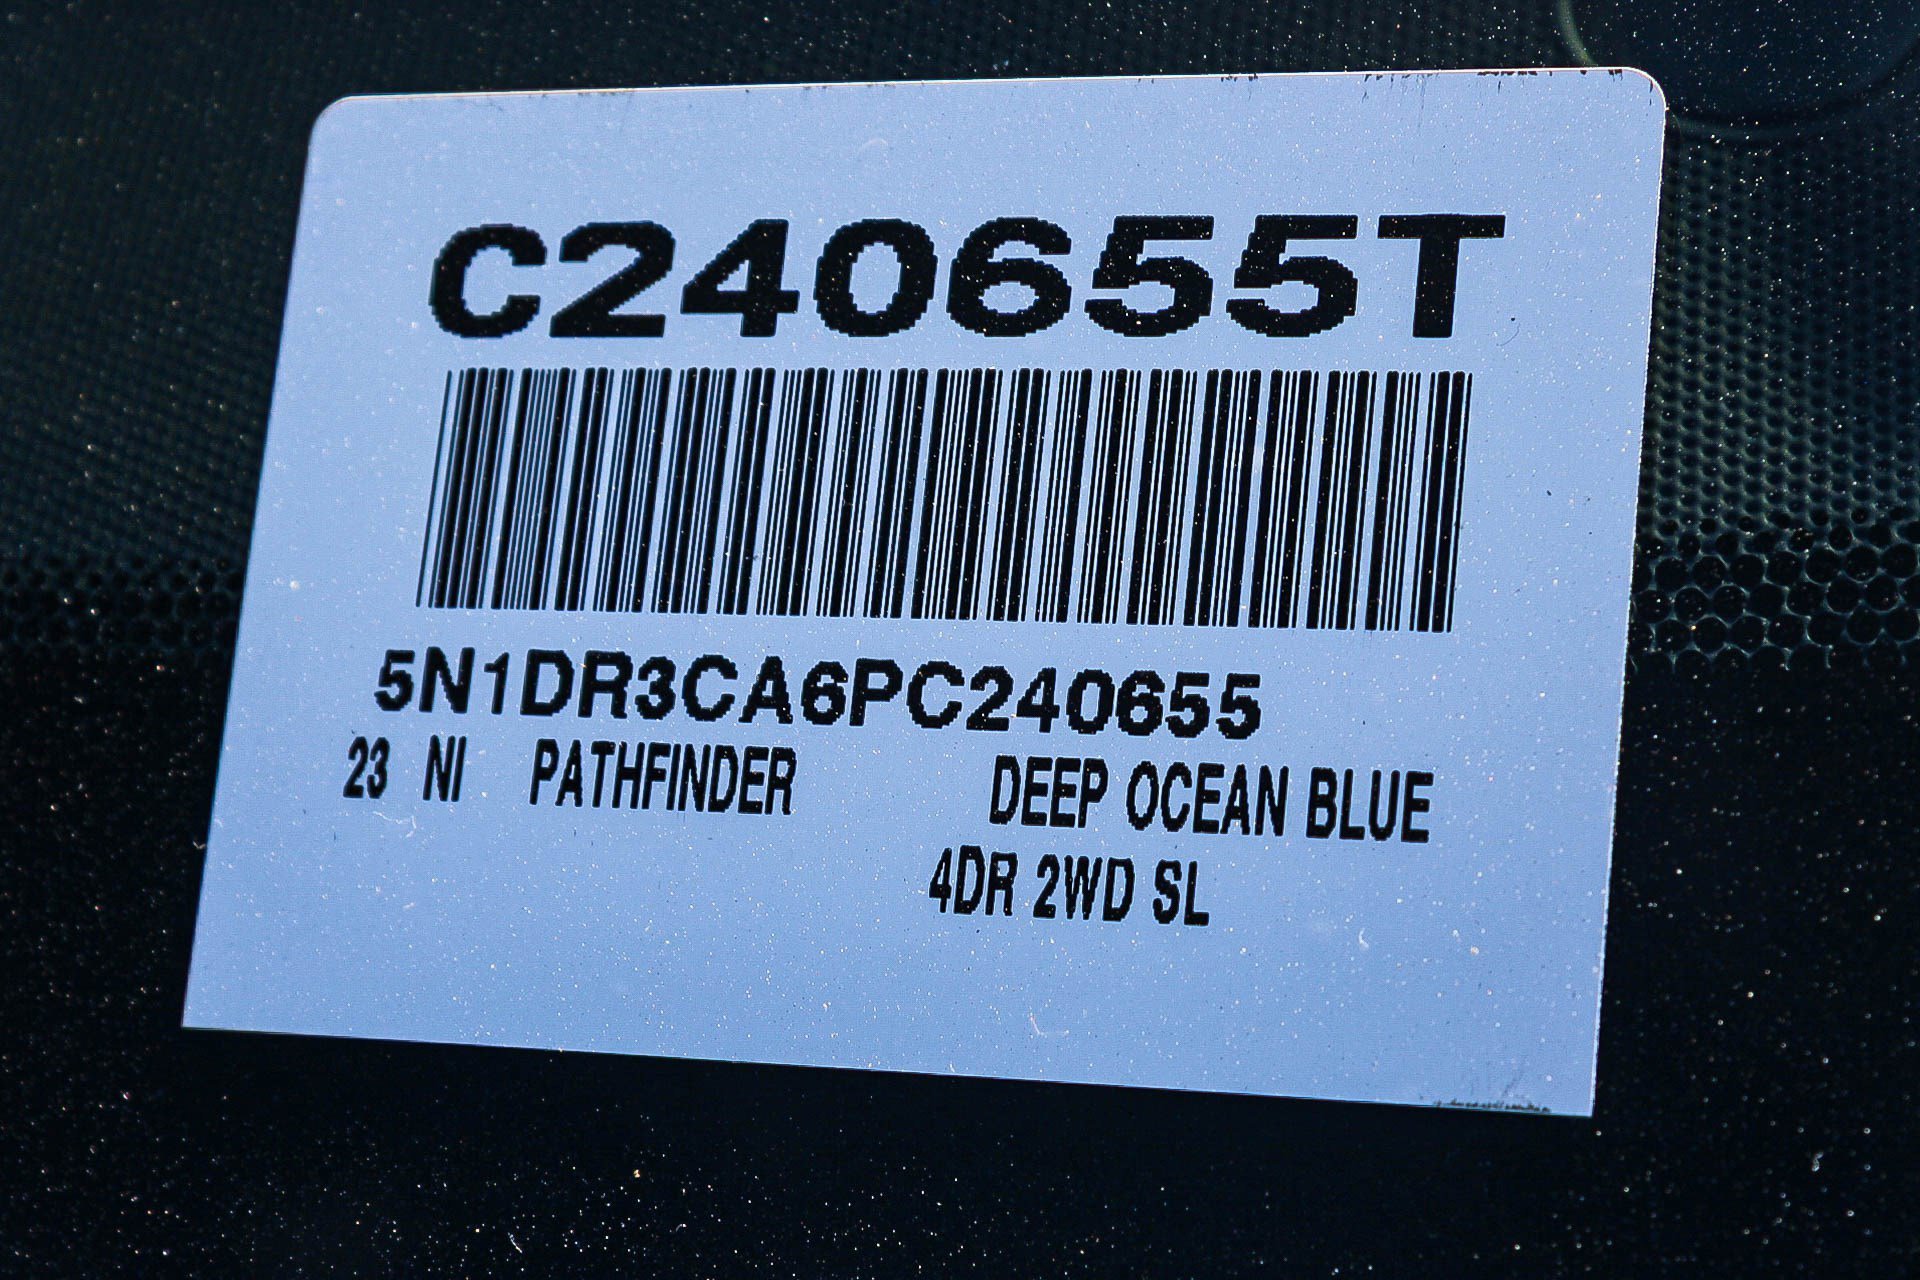 C240655T
5N1DR3CA6PC240655
23 NI PATHFINDER DEEP OCEAN BLUE
4DR 2WD SL